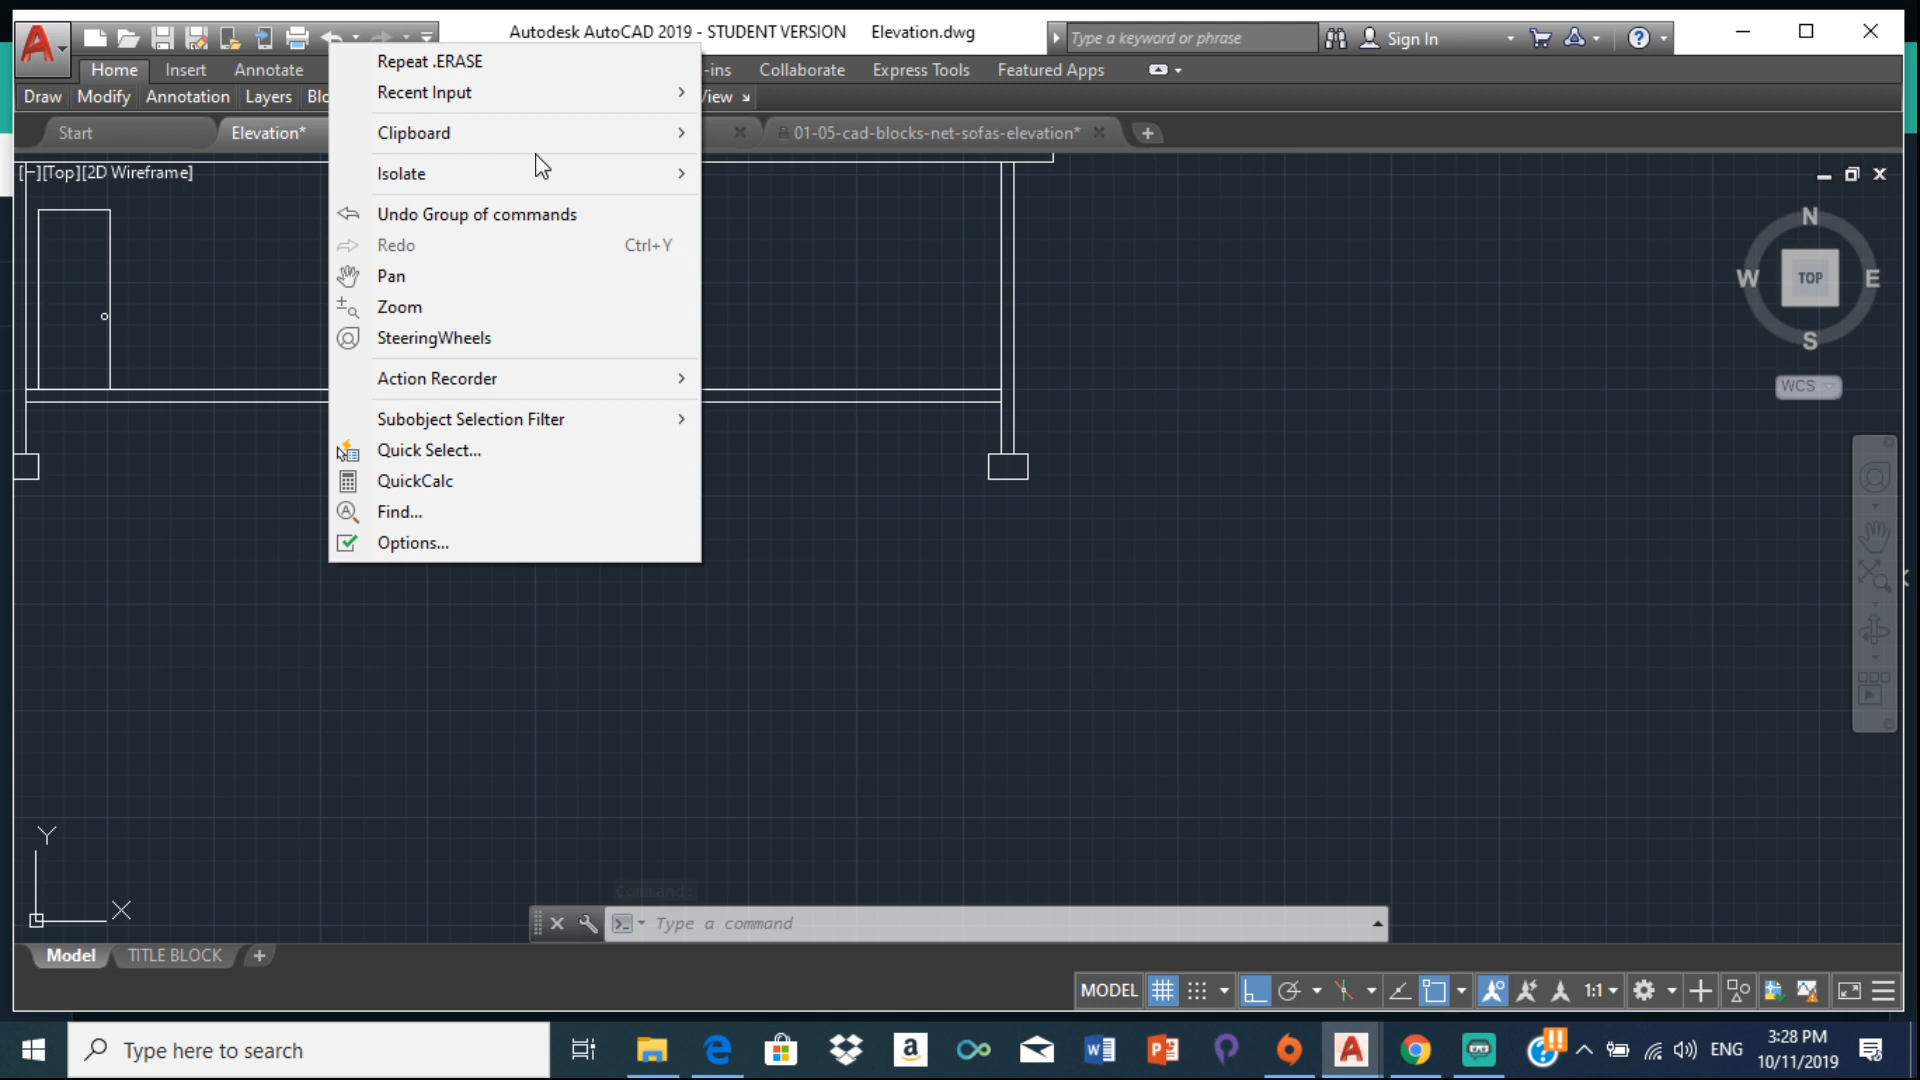 Autodesk AutoCAD 2019 - STUDENT VERSION Elevation.dwg
Type a keyword or phrase
Sign In
Home Insert Annotate -ins Collaborate Express Tools Featured Apps
Draw Modify Annotation Layers Blo View
Start Elevation* 01-05-cad-blocks-net-sofas-elevation*
[−][Top][2D Wireframe]
Repeat .ERASE
Recent Input
Clipboard
Isolate
Undo Group of commands
Redo Ctrl+Y
Pan
Zoom
SteeringWheels
Action Recorder
Subobject Selection Filter
Quick Select...
QuickCalc
Find...
Options...
N
W TOP E
S
WCS
Y
X
Command:
Type a command
Model TITLE BLOCK
MODEL 1:1
Type here to search
ENG
3:28 PM
10/11/2019